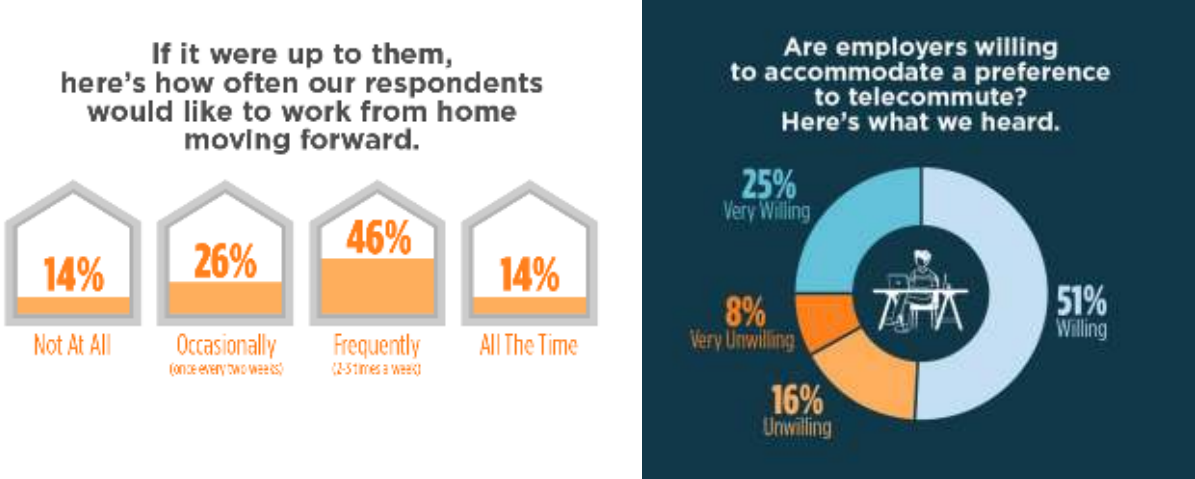 If it were up to them,
here's how often our respondents
would like to work from home
moving forward.
14%
Not At All
26%
Occasionally
(once every two weeks)
46%
Frequently
(2-3 times a week)
14%
All The Time
Are employers willing
to accommodate a preference
to telecommute?
Here's what we heard.
25%
Very Willing
8%
Very Unwilling
16%
Unwilling
51%
Willing